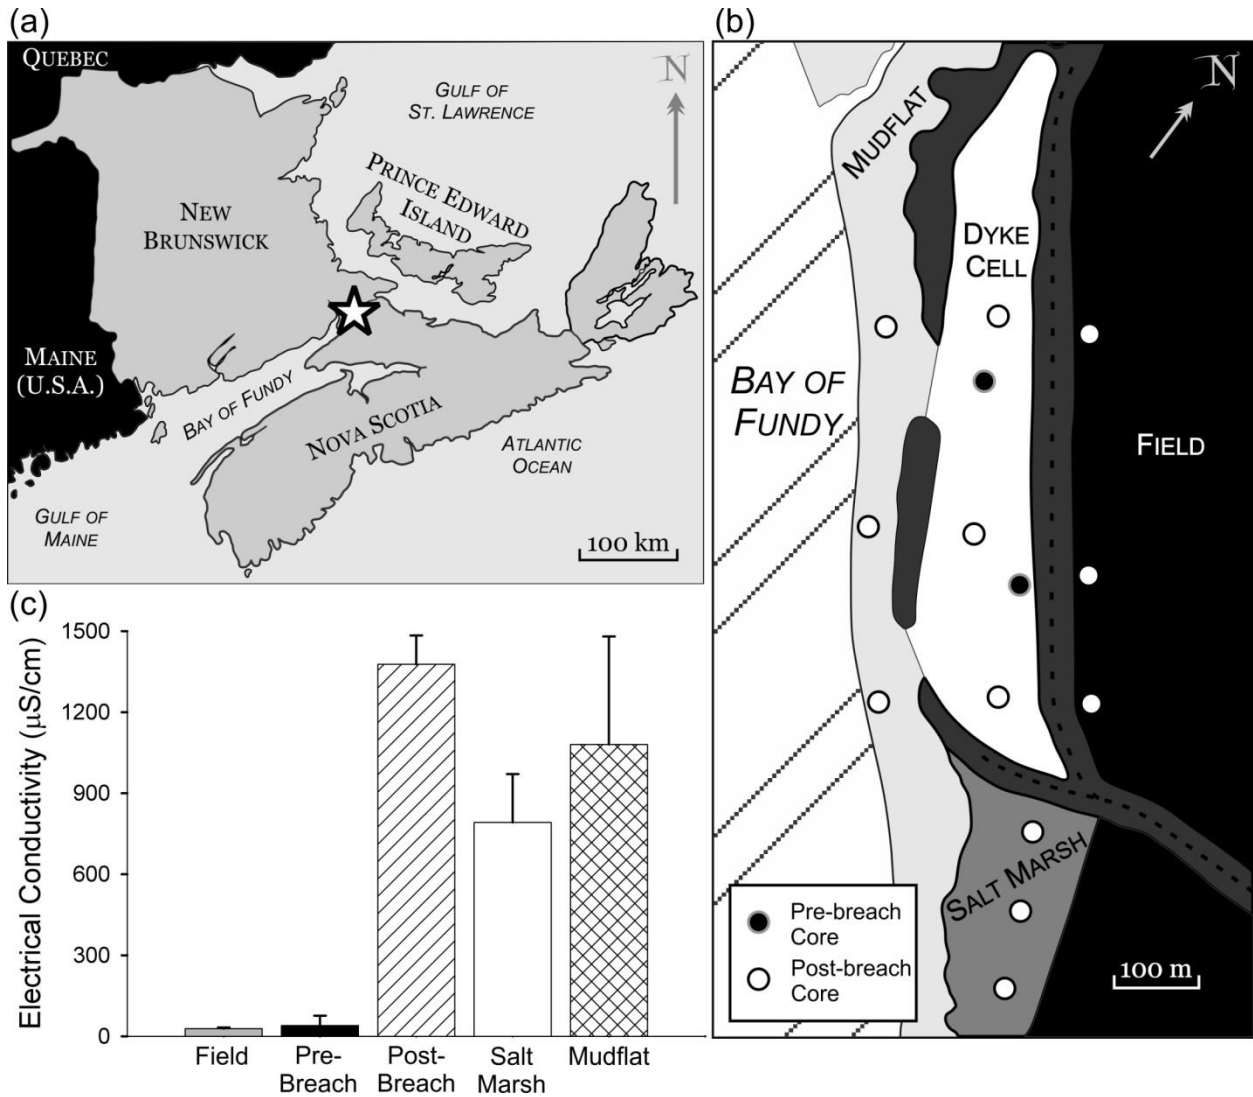 (a)
QUEBEC
GULF OF
ST. LAWRENCE
N
PRINCE EDWARD
ISLAND
NEW
BRUNSWICK
MAINE
(U.S.A.)
BAY OF FUNDY
NOVA SCOTIA
ATLANTIC
OCEAN
GULF OF
MAINE
100 km
(b)
N
MUDFLAT
DYKE
CELL
BAY OF
FUNDY
FIELD
SALT MARSH
Pre-breach
Core
Post-breach
Core
100 m
(c)
Electrical Conductivity (µS/cm)
1500
1200
900
600
300
0
Field
Pre-
Breach
Post-
Breach
Salt
Marsh
Mudflat